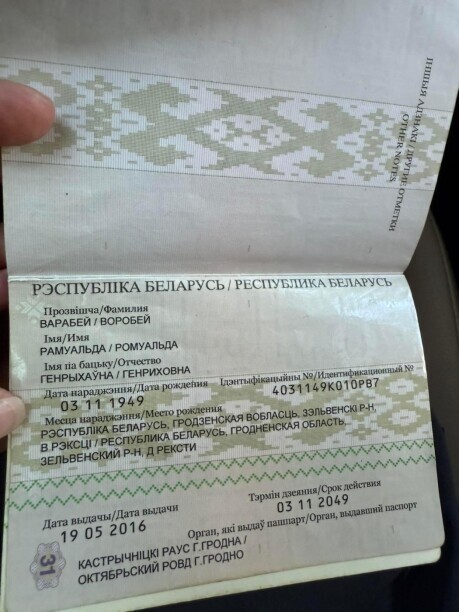 ІНШЫЯ АДЗНАКІ / ДРУГИЕ ОТМЕТКИ
OTHER NOTES
РЭСПУБЛІКА БЕЛАРУСЬ / РЕСПУБЛИКА БЕЛАРУСЬ
Прозвішча/Фамилия
ВАРАБЕЙ / ВОРОБЕЙ
Імя/Имя
РАМУАЛЬДА / РОМУАЛЬДА
Імя па бацьку/Отчество
ГЕНРЫХАЎНА / ГЕНРИХОВНА
Дата нараджэння/Дата рождения Ідэнтыфікацыйны №/Идентификационный №
03 11 1949 4031149K010PB7
Месца нараджэння/Место рождения
РЭСПУБЛІКА БЕЛАРУСЬ, ГРОДЗЕНСКАЯ ВОБЛАСЦЬ, ЗЭЛЬВЕНСКІ Р-Н,
В РЭКСЦІ / РЕСПУБЛИКА БЕЛАРУСЬ, ГРОДНЕНСКАЯ ОБЛАСТЬ,
ЗЕЛЬВЕНСКИЙ Р-Н, Д РЕКСТИ
Дата выдачы/Дата выдачи Тэрмін дзеяння/Срок действия
19 05 2016 03 11 2049
Орган, які выдаў пашпарт/Орган, выдавший паспорт
КАСТРЫЧНІЦКІ РАУС Г.ГРОДНА /
ОКТЯБРЬСКИЙ РОВД Г.ГРОДНО
31